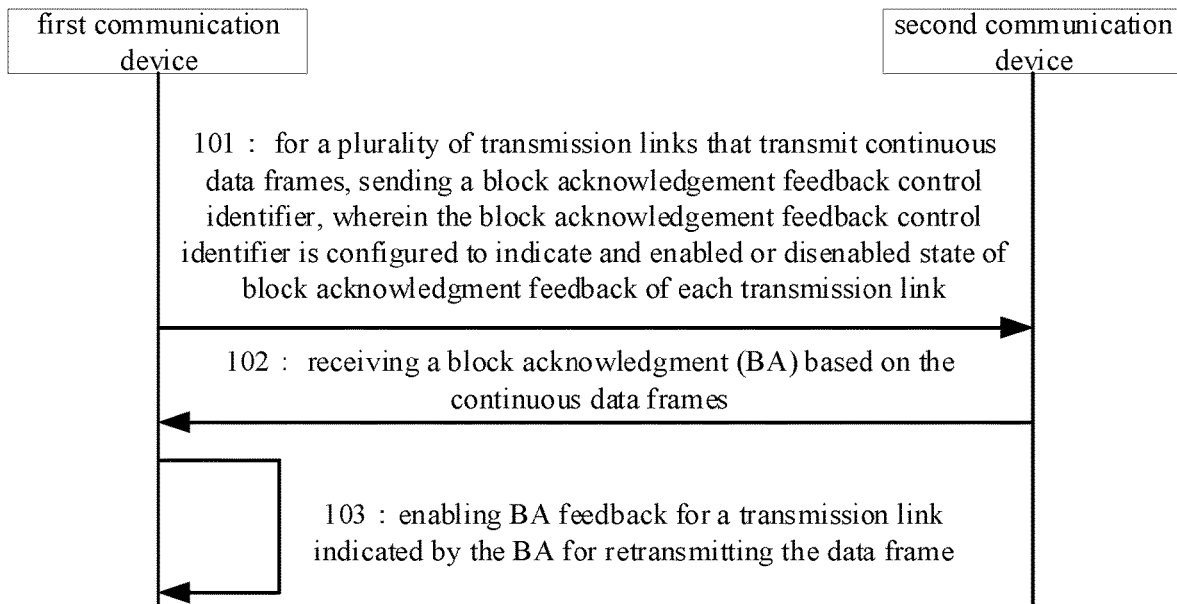 first communication
device
second communication
device
101 : for a plurality of transmission links that transmit continuous
data frames, sending a block acknowledgement feedback control
identifier, wherein the block acknowledgement feedback control
identifier is configured to indicate and enabled or disenabled state of
block acknowledgment feedback of each transmission link
102 : receiving a block acknowledgment (BA) based on the
continuous data frames
103 : enabling BA feedback for a transmission link
indicated by the BA for retransmitting the data frame